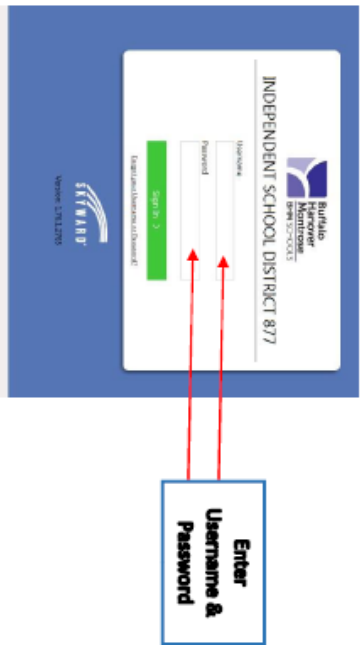 Buffalo
Hanover
Montrose
BHM SCHOOLS
INDEPENDENT SCHOOL DISTRICT 877
Username
Password
Sign In
Forgot your Username or Password?
SKYWARD®
Enter
Username &
Password